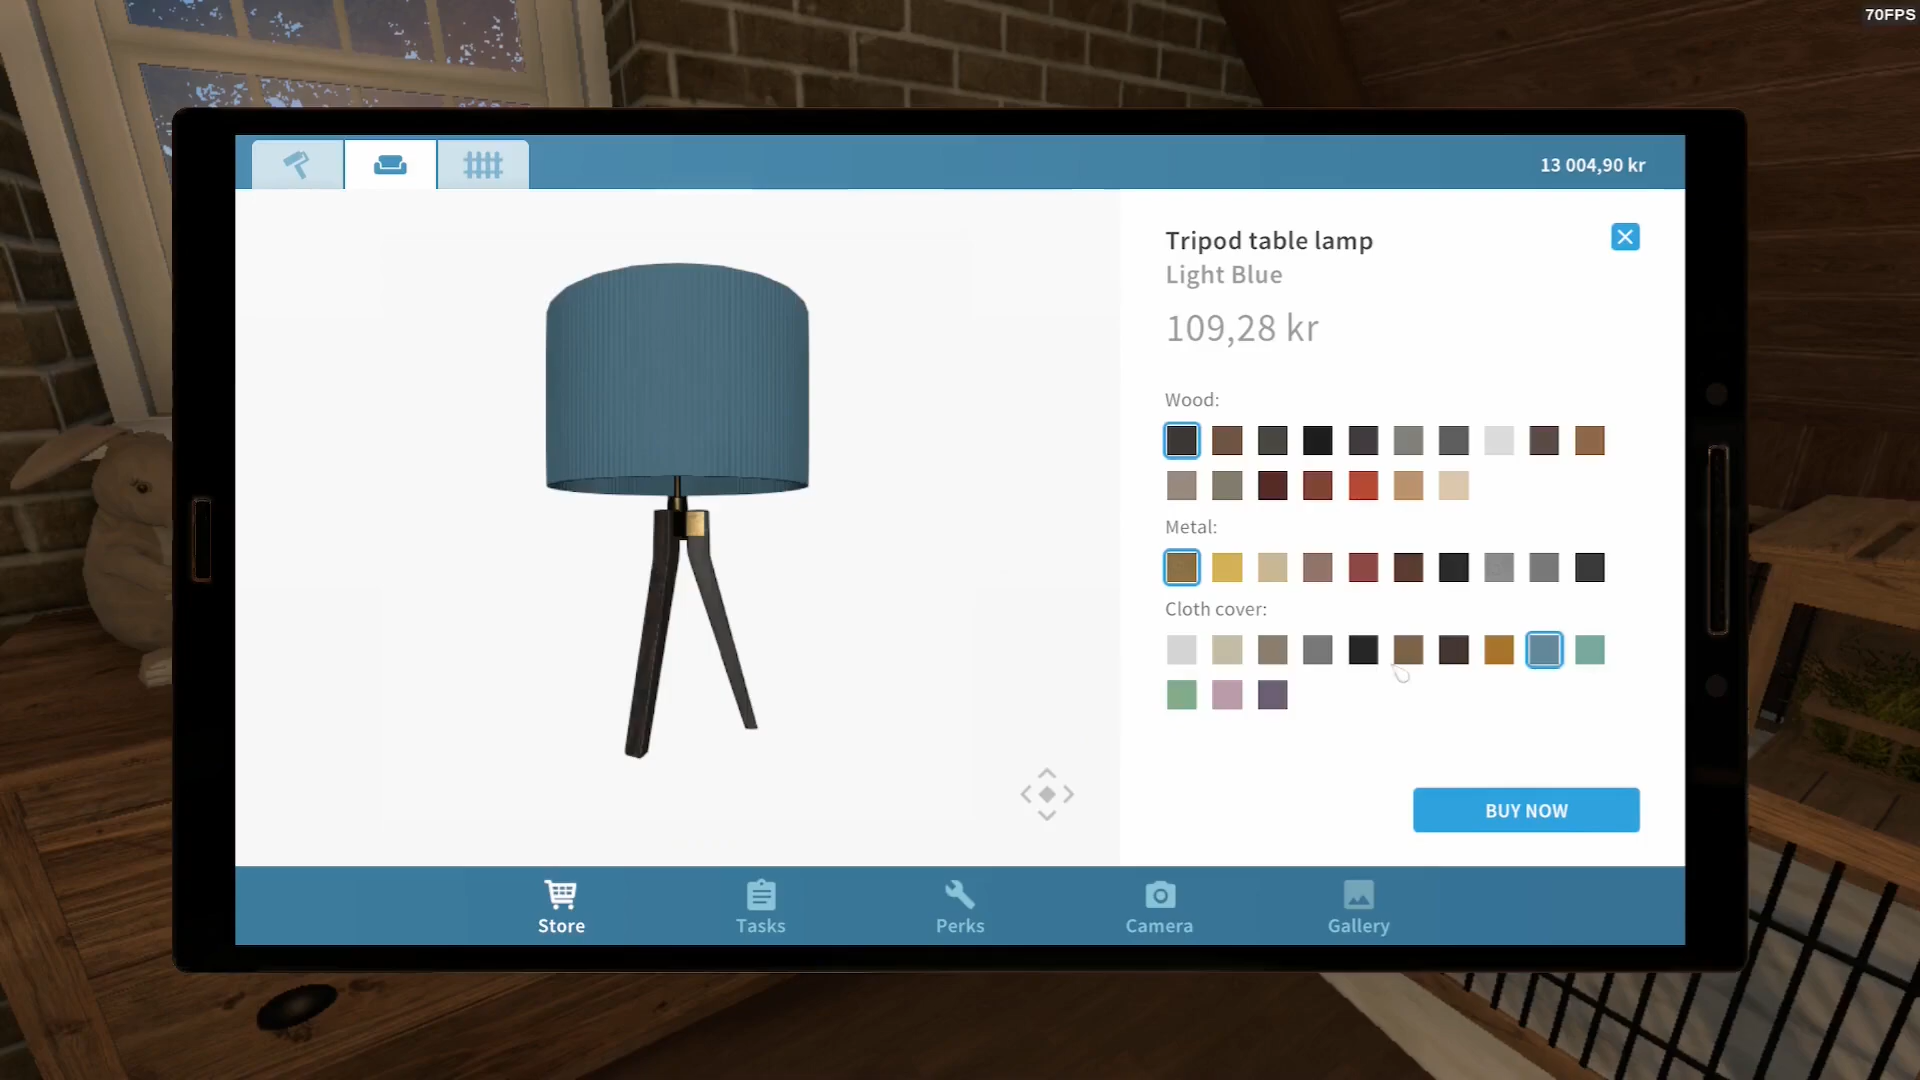 70FPS
13 004,90 kr
Tripod table lamp
Light Blue
109,28 kr
Wood:
Metal:
Cloth cover:
BUY NOW
Store
Tasks
Perks
Camera
Gallery